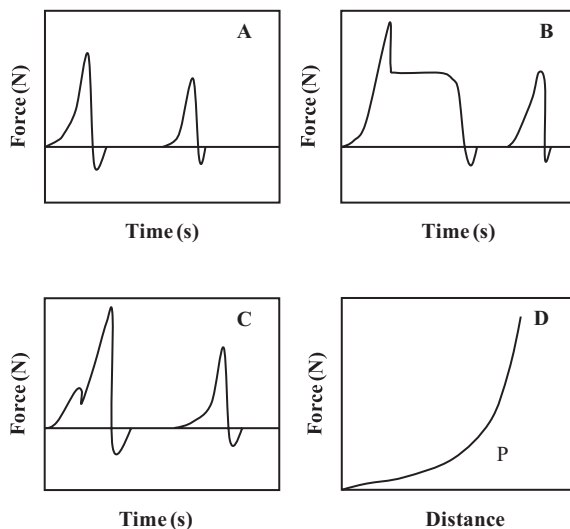 A
Force (N)
Time (s)
B
Force (N)
Time (s)
C
Force (N)
Time (s)
D
Force (N)
P
Distance